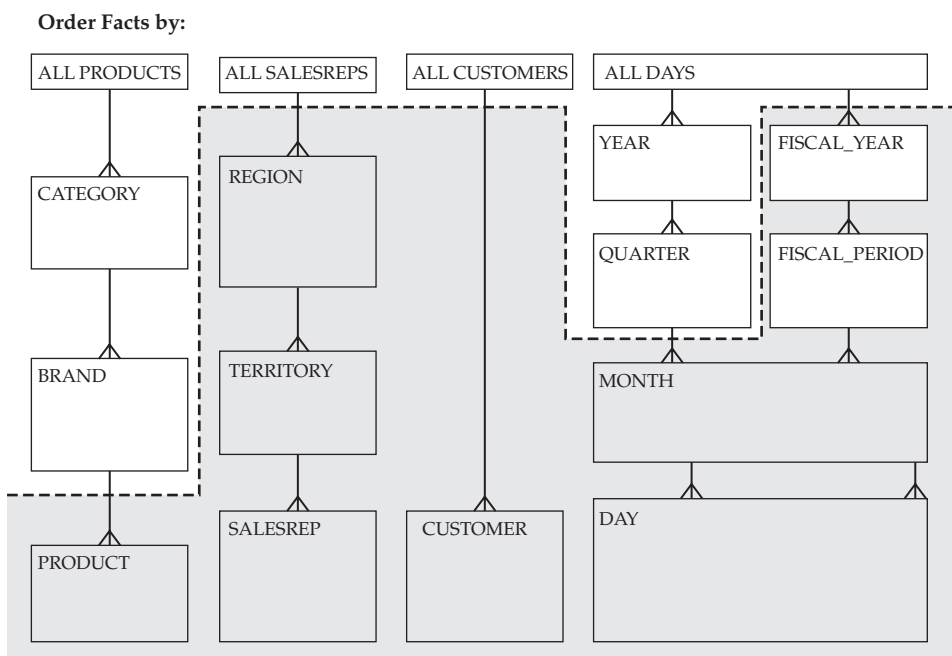 Order Facts by:
ALL PRODUCTS
ALL SALESREPS
ALL CUSTOMERS
ALL DAYS
YEAR
FISCAL_YEAR
REGION
CATEGORY
QUARTER
FISCAL_PERIOD
BRAND
TERRITORY
MONTH
PRODUCT
SALESREP
CUSTOMER
DAY